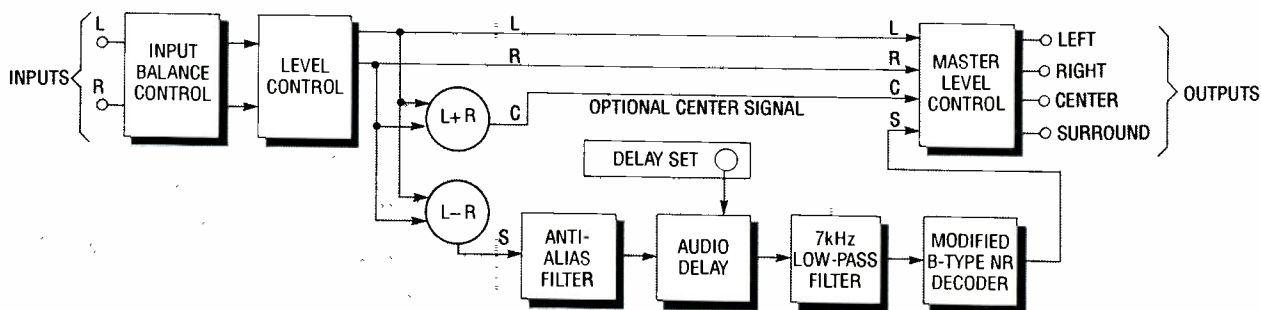 INPUTS
L
R
INPUT
BALANCE
CONTROL
LEVEL
CONTROL
L
R
L+R
C
OPTIONAL CENTER SIGNAL
L
R
C
S
MASTER
LEVEL
CONTROL
LEFT
RIGHT
CENTER
SURROUND
OUTPUTS
DELAY SET
L-R
S
ANTI-
ALIAS
FILTER
AUDIO
DELAY
7kHz
LOW-PASS
FILTER
MODIFIED
B-TYPE NR
DECODER